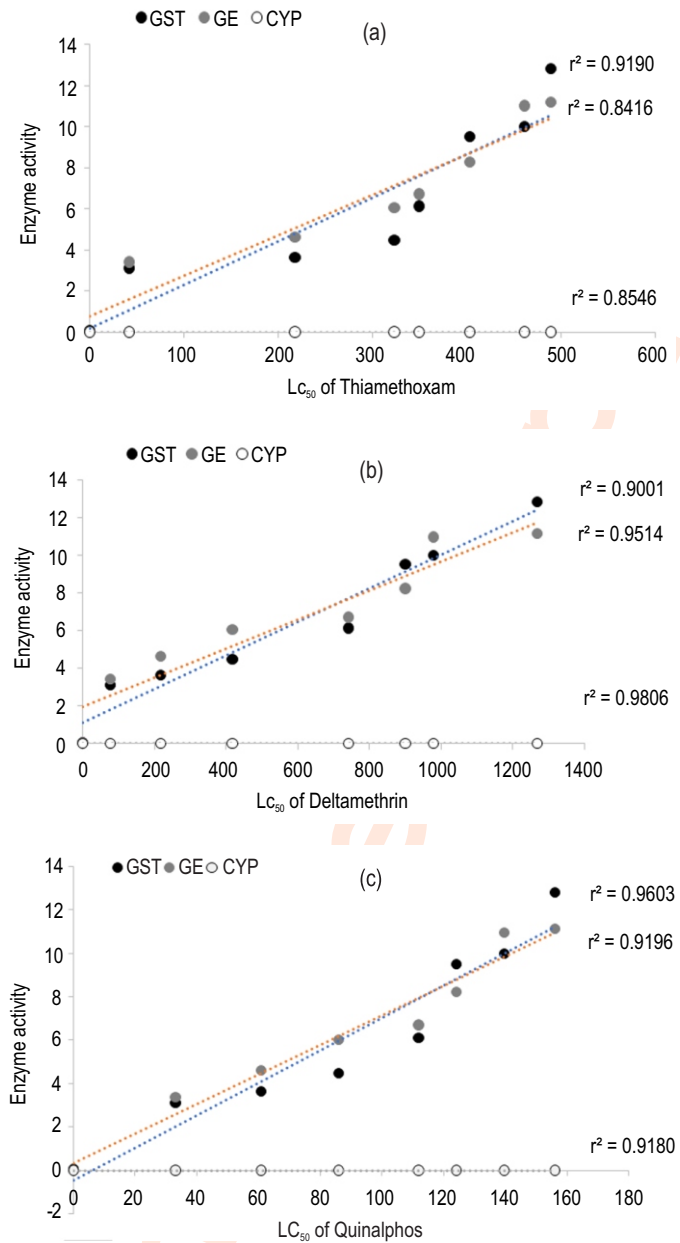 GST GE CYP
(a)
14
12
10
8
6
4
2
0
Enzyme activity
r² = 0.9190
r² = 0.8416
r² = 0.8546
0 100 200 300 400 500 600
Lc50 of Thiamethoxam
GST GE CYP
(b)
14
12
10
8
6
4
2
0
Enzyme activity
r² = 0.9001
r² = 0.9514
r² = 0.9806
0 200 400 600 800 1000 1200 1400
Lc50 of Deltamethrin
GST GE CYP
(c)
14
12
10
8
6
4
2
0
-2
Enzyme activity
r² = 0.9603
r² = 0.9196
r² = 0.9180
0 20 40 60 80 100 120 140 160 180
LC50 of Quinalphos